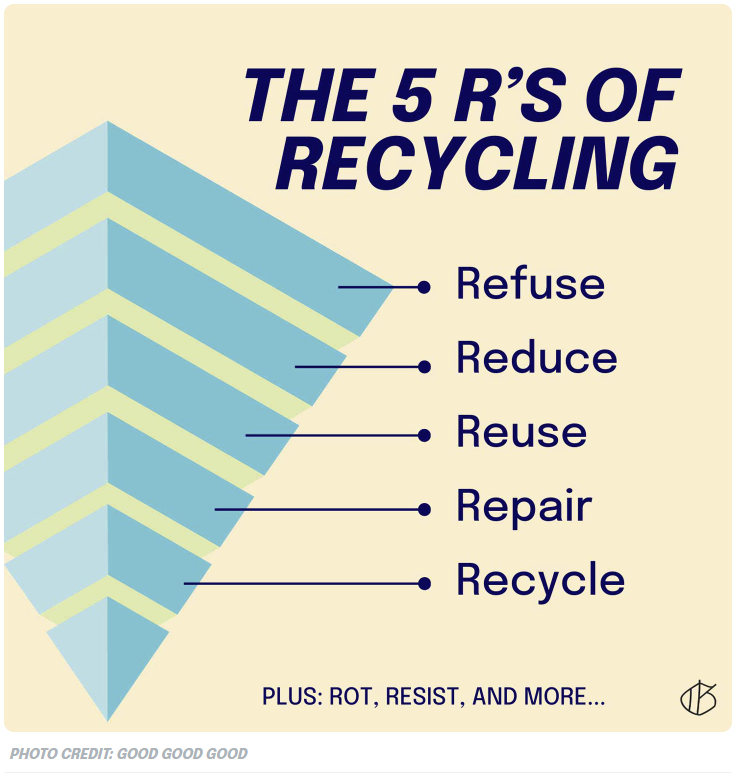 THE 5 R’S OF
RECYCLING
Refuse
Reduce
Reuse
Repair
Recycle
PLUS: ROT, RESIST, AND MORE...
PHOTO CREDIT: GOOD GOOD GOOD